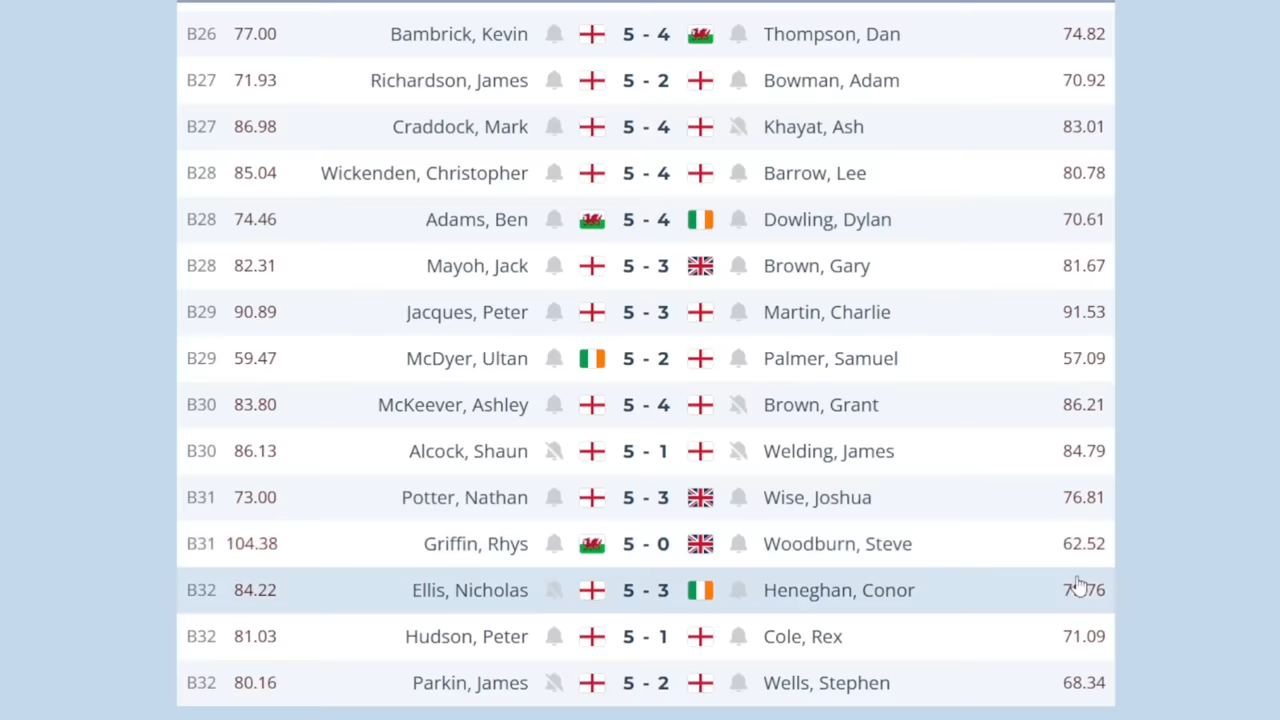 B26 77.00 Bambrick, Kevin 5 - 4 Thompson, Dan 74.82
B27 71.93 Richardson, James 5 - 2 Bowman, Adam 70.92
B27 86.98 Craddock, Mark 5 - 4 Khayat, Ash 83.01
B28 85.04 Wickenden, Christopher 5 - 4 Barrow, Lee 80.78
B28 74.46 Adams, Ben 5 - 4 Dowling, Dylan 70.61
B28 82.31 Mayoh, Jack 5 - 3 Brown, Gary 81.67
B29 90.89 Jacques, Peter 5 - 3 Martin, Charlie 91.53
B29 59.47 McDyer, Ultan 5 - 2 Palmer, Samuel 57.09
B30 83.80 McKeever, Ashley 5 - 4 Brown, Grant 86.21
B30 86.13 Alcock, Shaun 5 - 1 Welding, James 84.79
B31 73.00 Potter, Nathan 5 - 3 Wise, Joshua 76.81
B31 104.38 Griffin, Rhys 5 - 0 Woodburn, Steve 62.52
B32 84.22 Ellis, Nicholas 5 - 3 Heneghan, Conor
B32 81.03 Hudson, Peter 5 - 1 Cole, Rex 71.09
B32 80.16 Parkin, James 5 - 2 Wells, Stephen 68.34